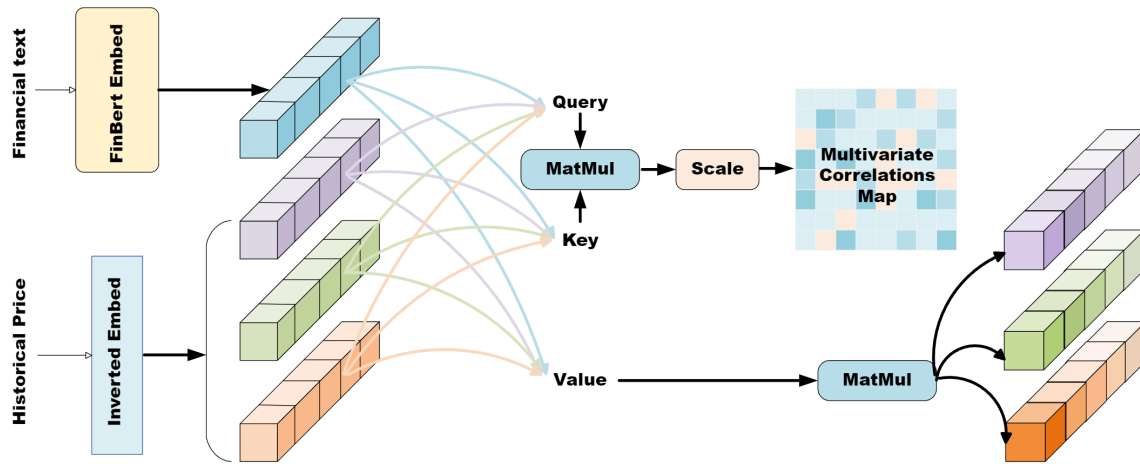 Financial text
FinBert Embed
Historical Price
Inverted Embed
Query
MatMul
Key
Scale
Multivariate
Correlations
Map
Value
MatMul